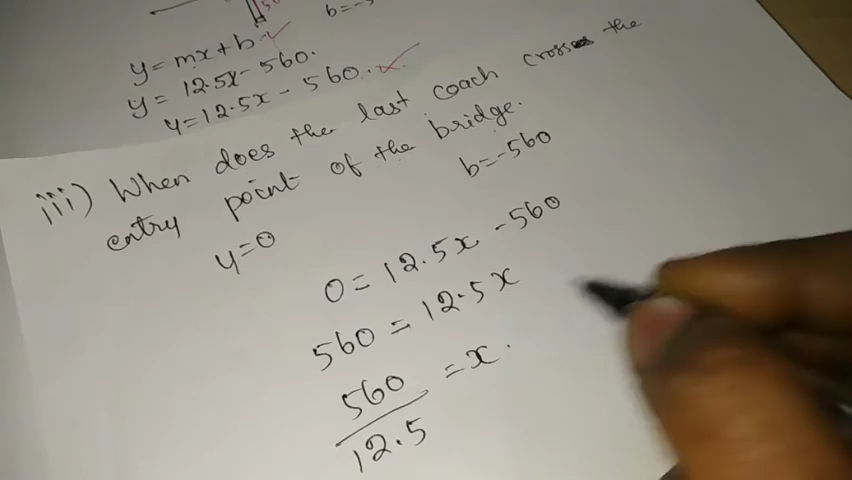 b=-5
y=mx+b
y=12.5x-560.
y=12.5x-560.
iii) When does the last coach cross the
entry point of the bridge.
b=-560
y=0
0=12.5x-560
560=12.5x
560/12.5=x.